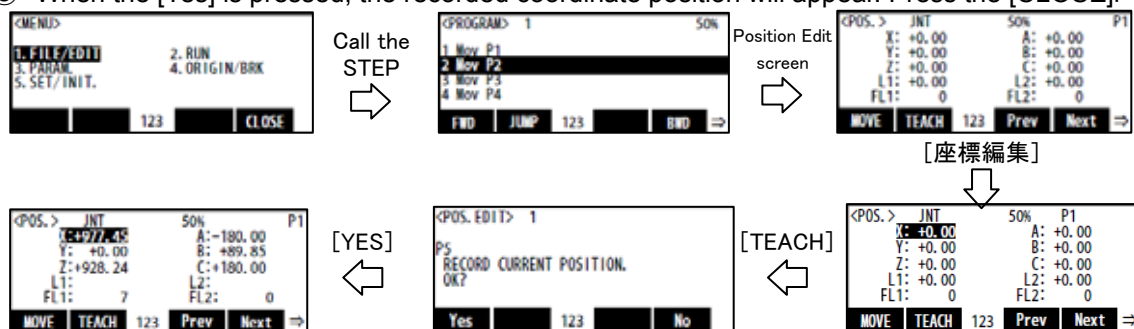 When the [Yes] is pressed, the recorded coordinate position will appear. Press the [CLOSE].
<MENU>
1. FILE/EDIT 2. RUN
3. PARAM. 4. ORIGIN/BRK
5. SET/INIT.
123 CLOSE
Call the
STEP
<PROGRAM> 1 50%
1 Mov P1
2 Mov P2
3 Mov P3
4 Mov P4
FWD JUMP 123 BWD ⇒
Position Edit
screen
<POS.> JNT 50% P1
X: +0.00 A: +0.00
Y: +0.00 B: +0.00
Z: +0.00 C: +0.00
L1: +0.00 L2: +0.00
FL1: 0 FL2: 0
MOVE TEACH 123 Prev Next ⇒
[座標編集]
<POS.> JNT 50% P1
X:+977.45 A:-180.00
Y: +0.00 B: +89.85
Z:+928.24 C:+180.00
L1: L2:
FL1: 7 FL2: 0
MOVE TEACH 123 Prev Next ⇒
[YES]
<POS. EDIT> 1
P5
RECORD CURRENT POSITION.
OK?
Yes 123 No
[TEACH]
<POS.> JNT 50% P1
X: +0.00 A: +0.00
Y: +0.00 B: +0.00
Z: +0.00 C: +0.00
L1: +0.00 L2: +0.00
FL1: 0 FL2: 0
MOVE TEACH 123 Prev Next ⇒